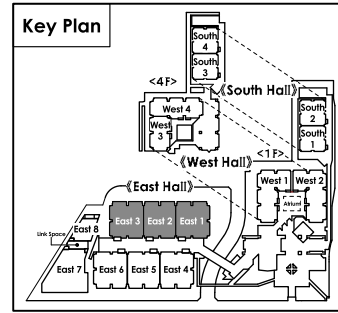 Key Plan
South 4
South 3
<4F>
《South Hall》
West 4
West 3
South 2
South 1
《West Hall》
<1F>
West 1
West 2
Atrium
《East Hall》
East 3
East 2
East 1
East 8
Link Space
East 7
East 6
East 5
East 4